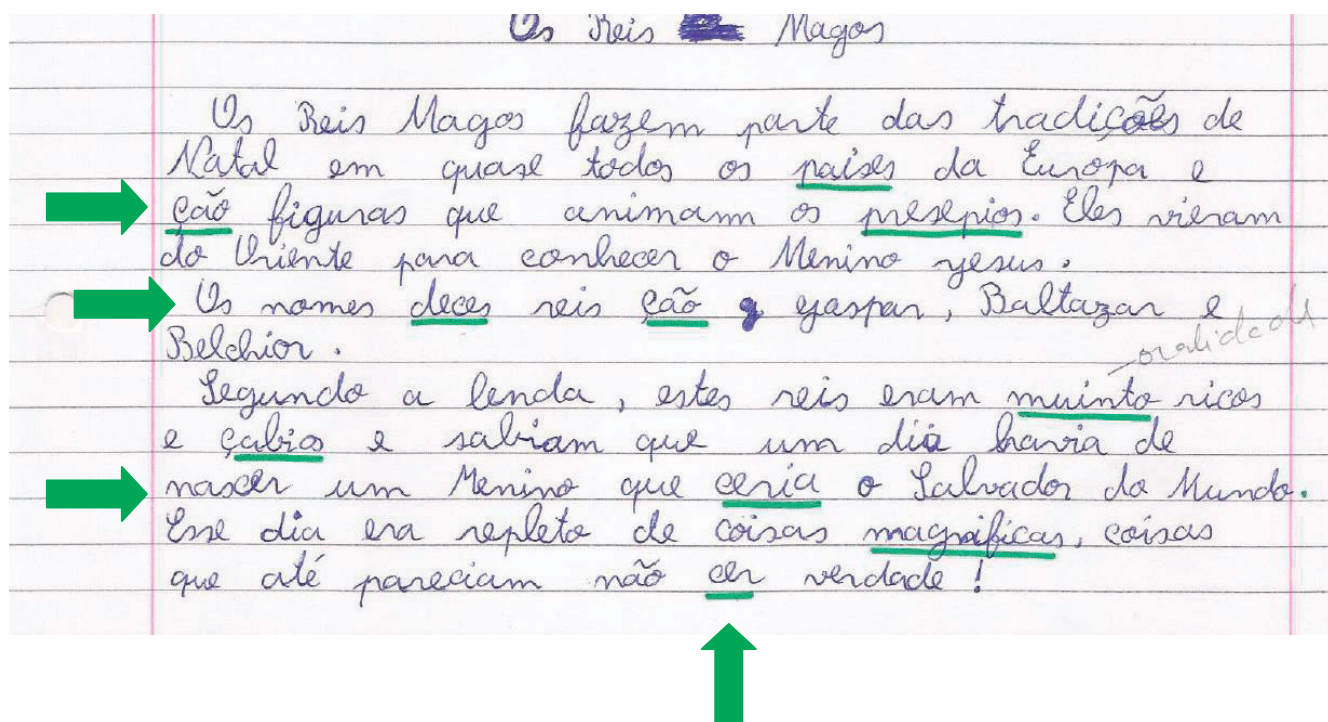 Os Reis Magos
Os Reis Magos fazem parte das tradições de
Natal em quase todos os paises da Europa e
ção figuras que animam os presepios. Eles vieram
do Oriente para conhecer o Menino yesus.
Os nomes deces reis ção gaspar, Baltazar e
Belchior.
oralidade
Segundo a lenda, estes reis eram muinto ricos
e çabios e sabiam que um dia havia de
nascer um Menino que ceria o Salvador do Mundo.
Esse dia era repleto de coisas magnificas, coisas
que até pareciam não cer verdade!